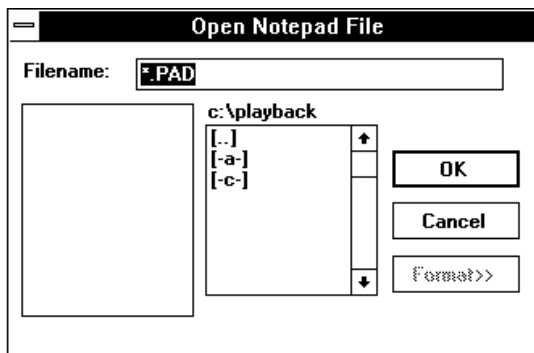 Open Notepad File
Filename: *.PAD
c:\playback
[..]
[-a-]
[-c-]
OK
Cancel
Format>>